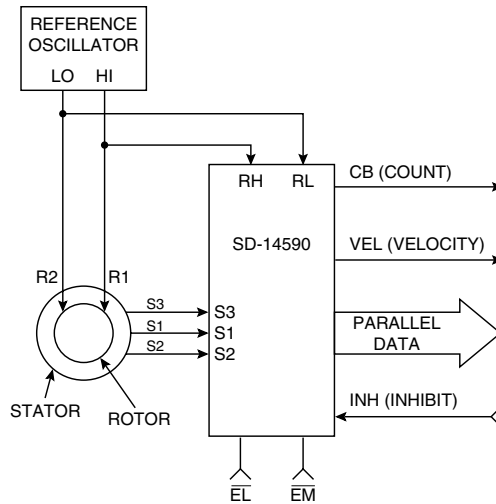 REFERENCE
OSCILLATOR
LO HI
RH RL
CB (COUNT)
SD-14590
VEL (VELOCITY)
R2 R1
S3 S3
S1 S1
S2 S2
PARALLEL
DATA
STATOR
ROTOR
INH (INHIBIT)
EL EM